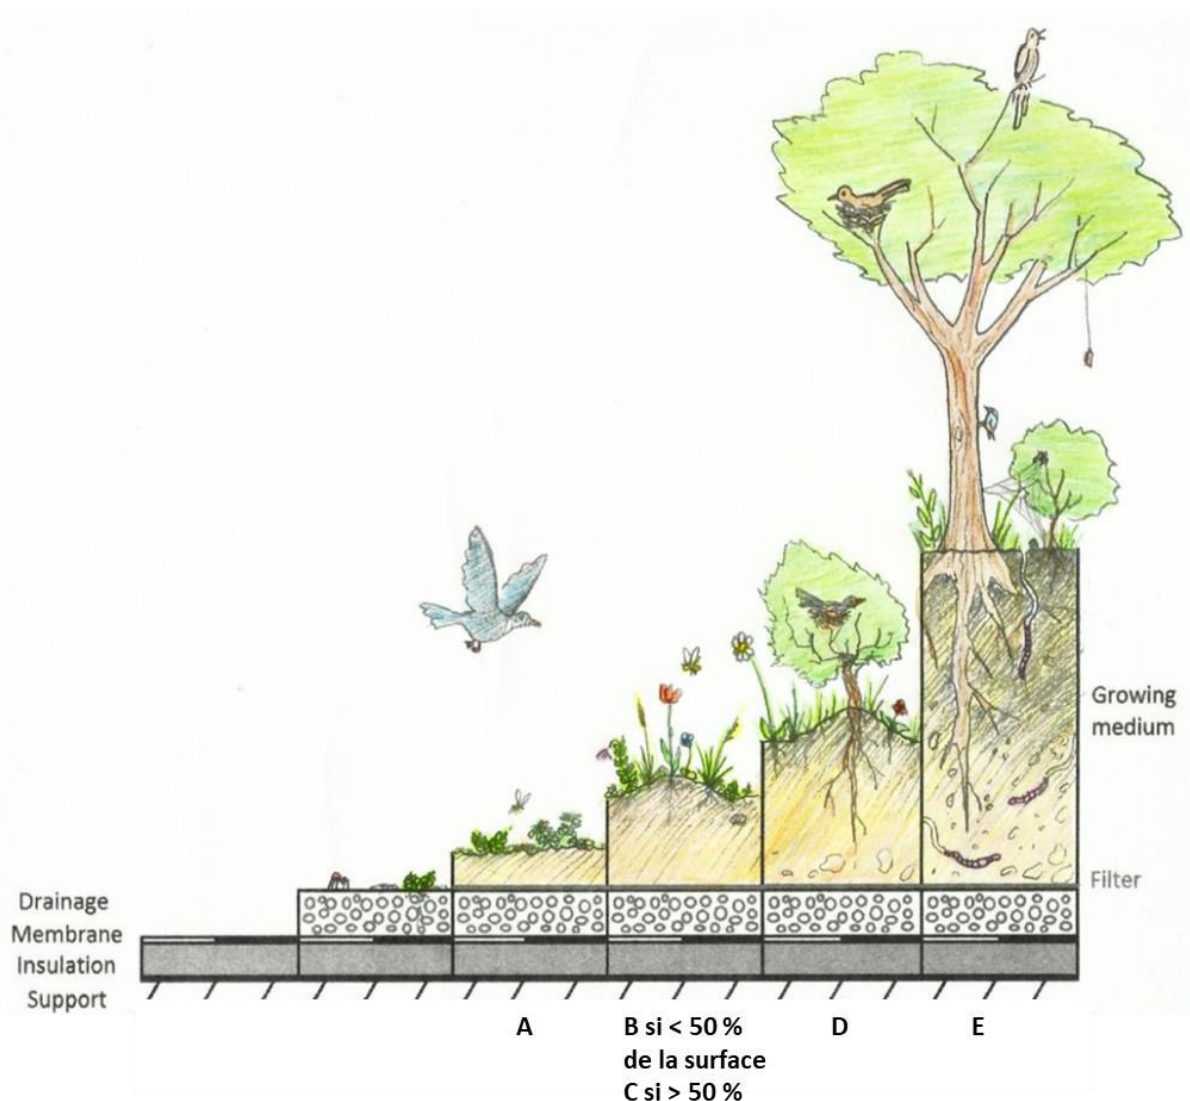 Growing
medium
Filter
Drainage
Membrane
Insulation
Support
A
B si < 50 %
de la surface
C si > 50 %
D
E